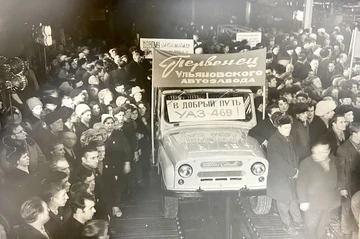 Первенец
Ульяновского
автозавода
В ДОБРЫЙ ПУТЬ
УАЗ 469!